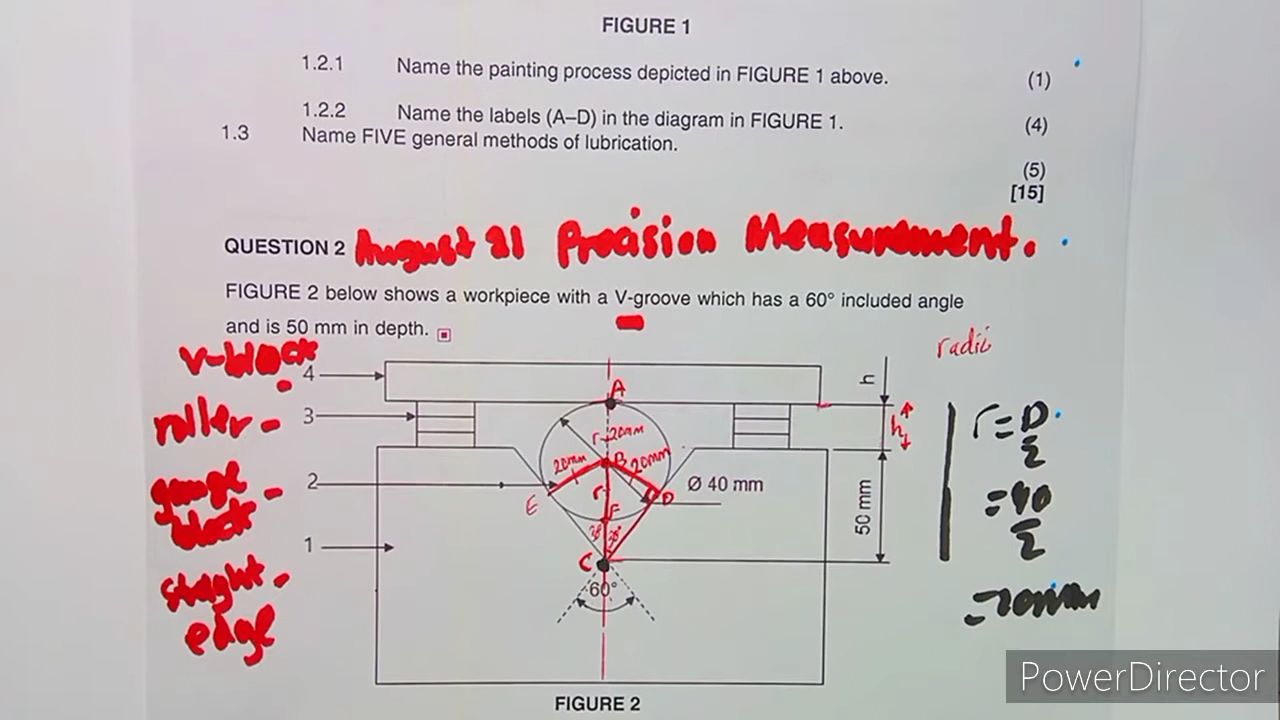 FIGURE 1
1.2.1 Name the painting process depicted in FIGURE 1 above. (1)
1.2.2 Name the labels (A–D) in the diagram in FIGURE 1. (4)
1.3 Name FIVE general methods of lubrication.
(5)
[15]
QUESTION 2 August 21 Precision Measurement.
FIGURE 2 below shows a workpiece with a V-groove which has a 60° included angle
and is 50 mm in depth.
radii
V-block
4
A
h
roller
3
h
r=D/2
r=20mm
20mm
B
20mm
gauge block
2
E
D
Ø 40 mm
=40/2
r
F
50 mm
30°
1
C
60°
straight edge
FIGURE 2
PowerDirector